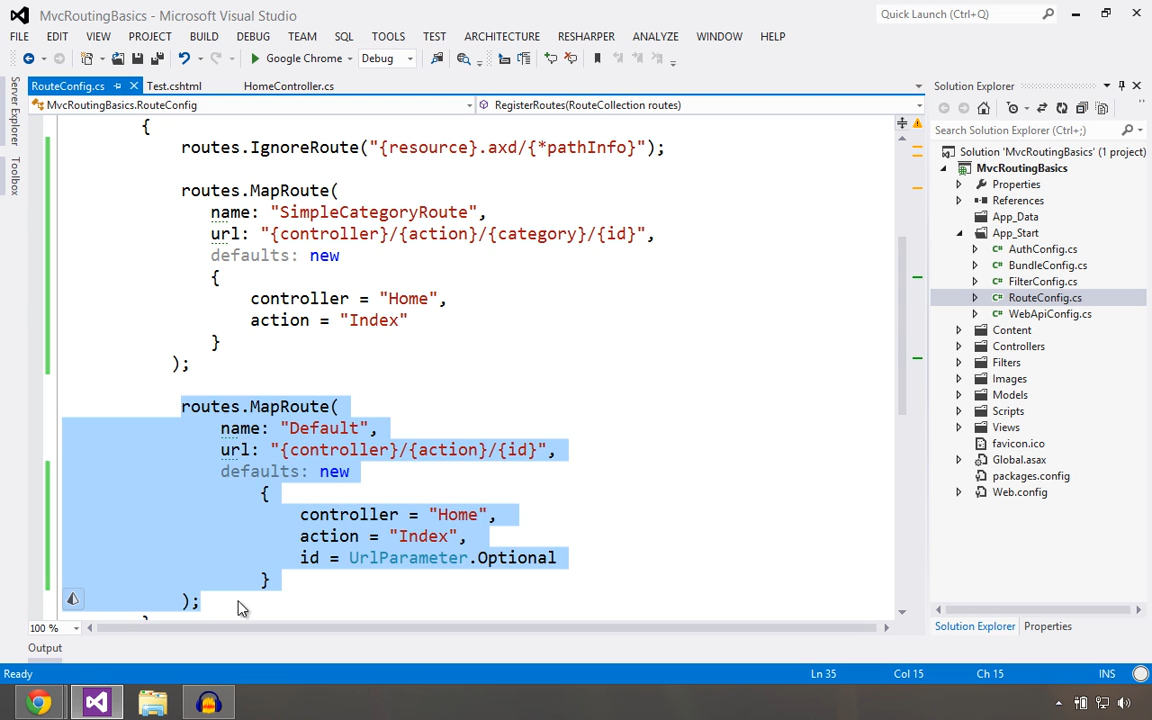 MvcRoutingBasics - Microsoft Visual Studio
Quick Launch (Ctrl+Q)
FILE EDIT VIEW PROJECT BUILD DEBUG TEAM SQL TOOLS TEST ARCHITECTURE RESHARPER ANALYZE WINDOW HELP
Google Chrome Debug
RouteConfig.cs Test.cshtml HomeController.cs
MvcRoutingBasics.RouteConfig RegisterRoutes(RouteCollection routes)
Server Explorer
Toolbox
{
routes.IgnoreRoute("{resource}.axd/{*pathInfo}");
routes.MapRoute(
name: "SimpleCategoryRoute",
url: "{controller}/{action}/{category}/{id}",
defaults: new
{
controller = "Home",
action = "Index"
}
);
routes.MapRoute(
name: "Default",
url: "{controller}/{action}/{id}",
defaults: new
{
controller = "Home",
action = "Index",
id = UrlParameter.Optional
}
);
100 %
Output
Solution Explorer
Search Solution Explorer (Ctrl+;)
Solution 'MvcRoutingBasics' (1 project)
MvcRoutingBasics
Properties
References
App_Data
App_Start
AuthConfig.cs
BundleConfig.cs
FilterConfig.cs
RouteConfig.cs
WebApiConfig.cs
Content
Controllers
Filters
Images
Models
Scripts
Views
favicon.ico
Global.asax
packages.config
Web.config
Solution Explorer Properties
Ready Ln 35 Col 15 Ch 15 INS